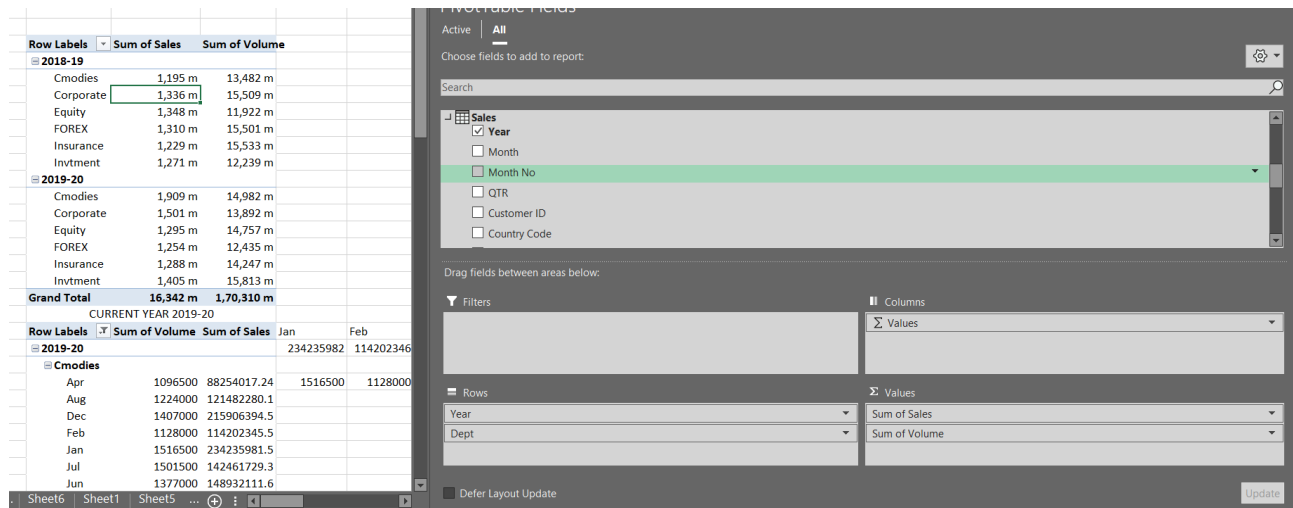 PivotTable Fields
Active All
Choose fields to add to report:
Search
Sales
Year
Month
Month No
QTR
Customer ID
Country Code
Drag fields between areas below:
Filters
Columns
Σ Values
Rows
Year
Dept
Σ Values
Sum of Sales
Sum of Volume
Defer Layout Update
Update
Row Labels Sum of Sales Sum of Volume
2018-19
Cmodies 1,195 m 13,482 m
Corporate 1,336 m 15,509 m
Equity 1,348 m 11,922 m
FOREX 1,310 m 15,501 m
Insurance 1,229 m 15,533 m
Invtment 1,271 m 12,239 m
2019-20
Cmodies 1,909 m 14,982 m
Corporate 1,501 m 13,892 m
Equity 1,295 m 14,757 m
FOREX 1,254 m 12,435 m
Insurance 1,288 m 14,247 m
Invtment 1,405 m 15,813 m
Grand Total 16,342 m 1,70,310 m
CURRENT YEAR 2019-20
Row Labels Sum of Volume Sum of Sales Jan Feb
2019-20 234235982 114202346
Cmodies
Apr 1096500 88254017.24 1516500 1128000
Aug 1224000 121482280.1
Dec 1407000 215906394.5
Feb 1128000 114202345.5
Jan 1516500 234235981.5
Jul 1501500 142461729.3
Jun 1377000 148932111.6
Sheet6 Sheet1 Sheet5 ...